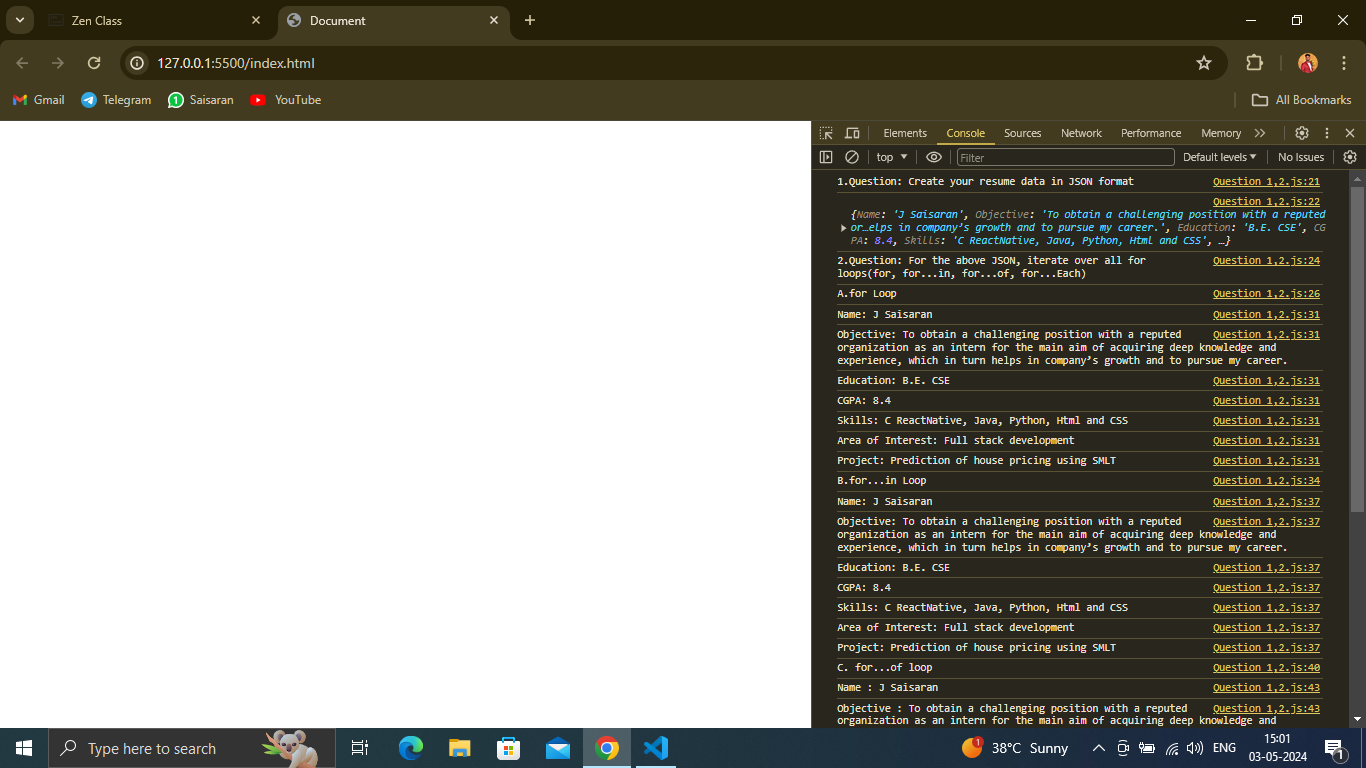 Zen Class
Document
127.0.0.1:5500/index.html
Gmail
Telegram
1
Saisaran
YouTube
All Bookmarks
Elements
Console
Sources
Network
Performance
Memory
top
Filter
Default levels
No Issues
1.Question: Create your resume data in JSON format Question 1,2.js:21
Question 1,2.js:22
{Name: 'J Saisaran', Objective: 'To obtain a challenging position with a reputed
or…elps in company’s growth and to pursue my career.', Education: 'B.E. CSE', CG
PA: 8.4, Skills: 'C ReactNative, Java, Python, Html and CSS', …}
2.Question: For the above JSON, iterate over all for Question 1,2.js:24
loops(for, for...in, for...of, for...Each)
A.for Loop Question 1,2.js:26
Name: J Saisaran Question 1,2.js:31
Objective: To obtain a challenging position with a reputed Question 1,2.js:31
organization as an intern for the main aim of acquiring deep knowledge and
experience, which in turn helps in company’s growth and to pursue my career.
Education: B.E. CSE Question 1,2.js:31
CGPA: 8.4 Question 1,2.js:31
Skills: C ReactNative, Java, Python, Html and CSS Question 1,2.js:31
Area of Interest: Full stack development Question 1,2.js:31
Project: Prediction of house pricing using SMLT Question 1,2.js:31
B.for...in Loop Question 1,2.js:34
Name: J Saisaran Question 1,2.js:37
Objective: To obtain a challenging position with a reputed Question 1,2.js:37
organization as an intern for the main aim of acquiring deep knowledge and
experience, which in turn helps in company’s growth and to pursue my career.
Education: B.E. CSE Question 1,2.js:37
CGPA: 8.4 Question 1,2.js:37
Skills: C ReactNative, Java, Python, Html and CSS Question 1,2.js:37
Area of Interest: Full stack development Question 1,2.js:37
Project: Prediction of house pricing using SMLT Question 1,2.js:37
C. for...of loop Question 1,2.js:40
Name : J Saisaran Question 1,2.js:43
Objective : To obtain a challenging position with a reputed Question 1,2.js:43
organization as an intern for the main aim of acquiring deep knowledge and
Type here to search
1
38°C Sunny
ENG
15:01
03-05-2024
1